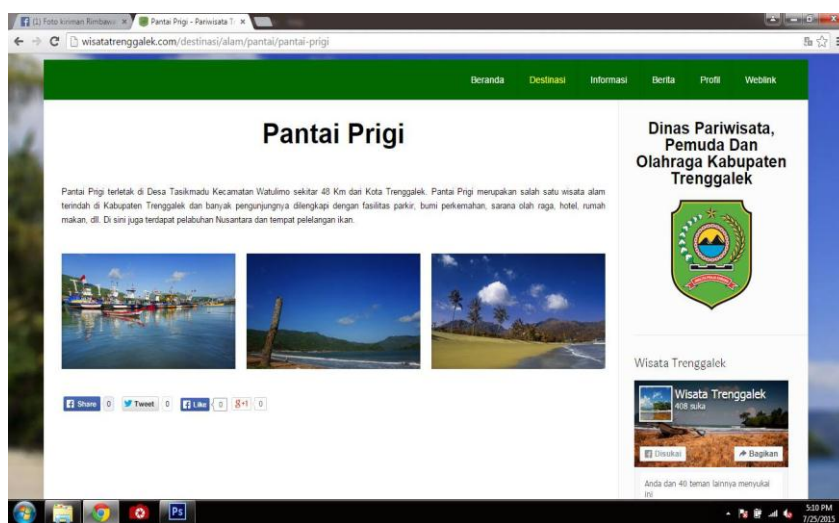 (1) Foto kiriman Rimbawa
Pantai Prigi - Pariwisata T
wisatatrenggalek.com/destinasi/alam/pantai/pantai-prigi
Beranda Destinasi Informasi Berita Profil Weblink
Pantai Prigi
Pantai Prigi terletak di Desa Tasikmadu Kecamatan Watulimo sekitar 48 Km dari Kota Trenggalek. Pantai Prigi merupakan salah satu wisata alam
terindah di Kabupaten Trenggalek dan banyak pengunjungnya dilengkapi dengan fasilitas parkir, bumi perkemahan, sarana olah raga, hotel, rumah
makan, dll. Di sini juga terdapat pelabuhan Nusantara dan tempat pelelangan ikan.
Share 0 Tweet 0 Like 0 g+1 0
Dinas Pariwisata,
Pemuda Dan
Olahraga Kabupaten
Trenggalek
Wisata Trenggalek
Wisata Trenggalek
408 suka
Disukai Bagikan
Anda dan 40 teman lainnya menyukai
ini
Ps
5:10 PM
7/25/2015